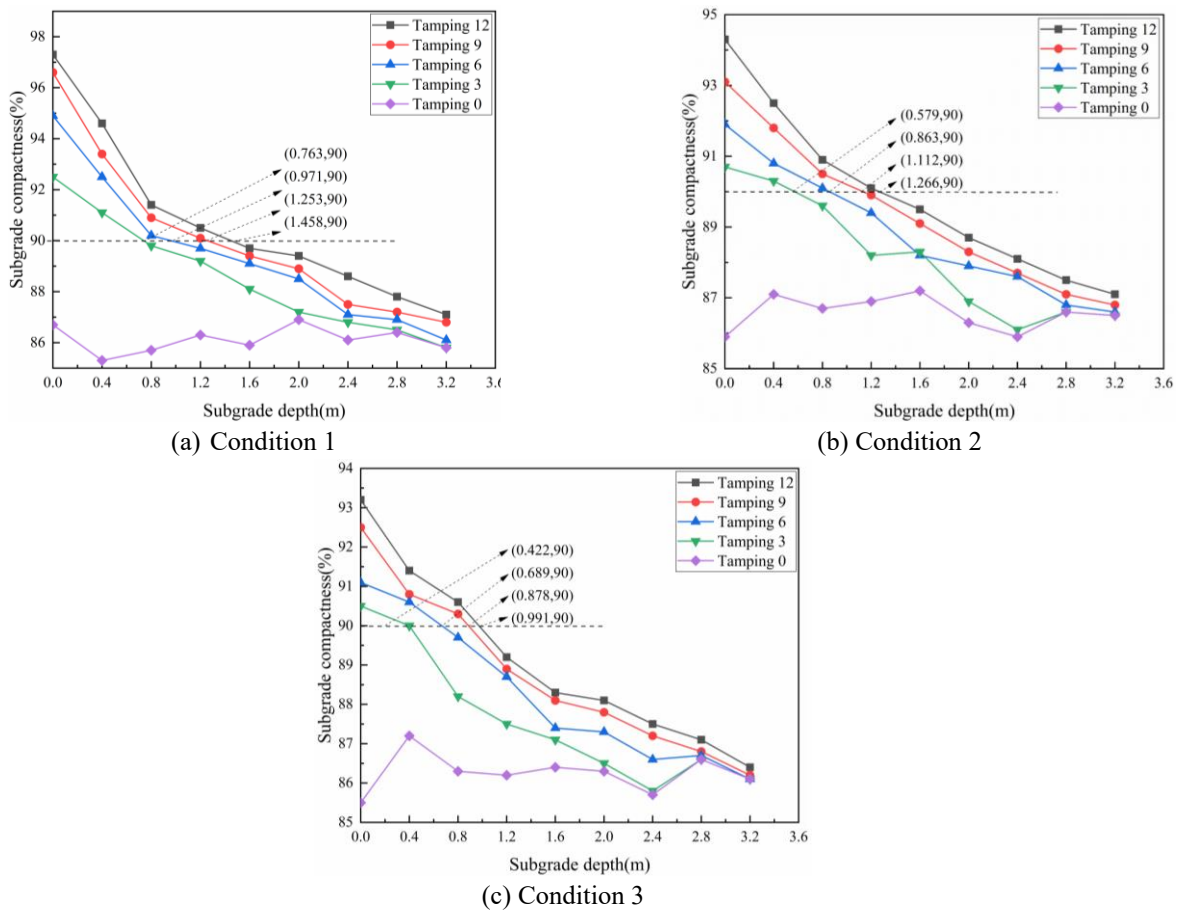 98
96
94
92
90
88
86
Subgrade compactness(%)
Tamping 12
Tamping 9
Tamping 6
Tamping 3
Tamping 0
(0.763,90)
(0.971,90)
(1.253,90)
(1.458,90)
0.0 0.4 0.8 1.2 1.6 2.0 2.4 2.8 3.2 3.6
Subgrade depth(m)
(a) Condition 1
95
93
91
89
87
85
Subgrade compactness(%)
Tamping 12
Tamping 9
Tamping 6
Tamping 3
Tamping 0
(0.579,90)
(0.863,90)
(1.112,90)
(1.266,90)
0.0 0.4 0.8 1.2 1.6 2.0 2.4 2.8 3.2 3.6
Subgrade depth(m)
(b) Condition 2
94
93
92
91
90
89
88
87
86
85
Subgrade compactness(%)
Tamping 12
Tamping 9
Tamping 6
Tamping 3
Tamping 0
(0.422,90)
(0.689,90)
(0.878,90)
(0.991,90)
0.0 0.4 0.8 1.2 1.6 2.0 2.4 2.8 3.2 3.6
Subgrade depth(m)
(c) Condition 3